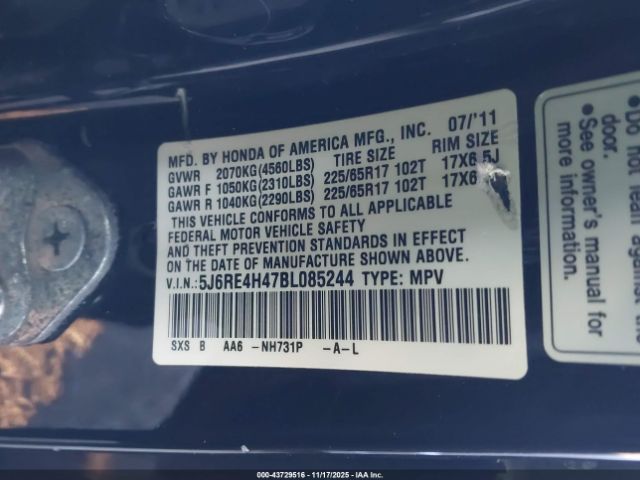 MFD. BY HONDA OF AMERICA MFG., INC. 07/'11
GVWR 2070KG(4560LBS) TIRE SIZE RIM SIZE
GAWR F 1050KG(2310LBS) 225/65R17 102T 17X6.5J
GAWR R 1040KG(2290LBS) 225/65R17 102T 17X6
THIS VEHICLE CONFORMS TO ALL APPLICABLE
FEDERAL MOTOR VEHICLE SAFETY
AND THEFT PREVENTION STANDARDS IN EFFECT
ON THE DATE OF MANUFACTURE SHOWN ABOVE.
V.I.N.:5J6RE4H47BL085244 TYPE: MPV
SXS B AA6 -NH731P -A-L
door.
●See owner's
manual for
more
information.
●Do not
000-43729516 - 11/17/2025 - IAA Inc.